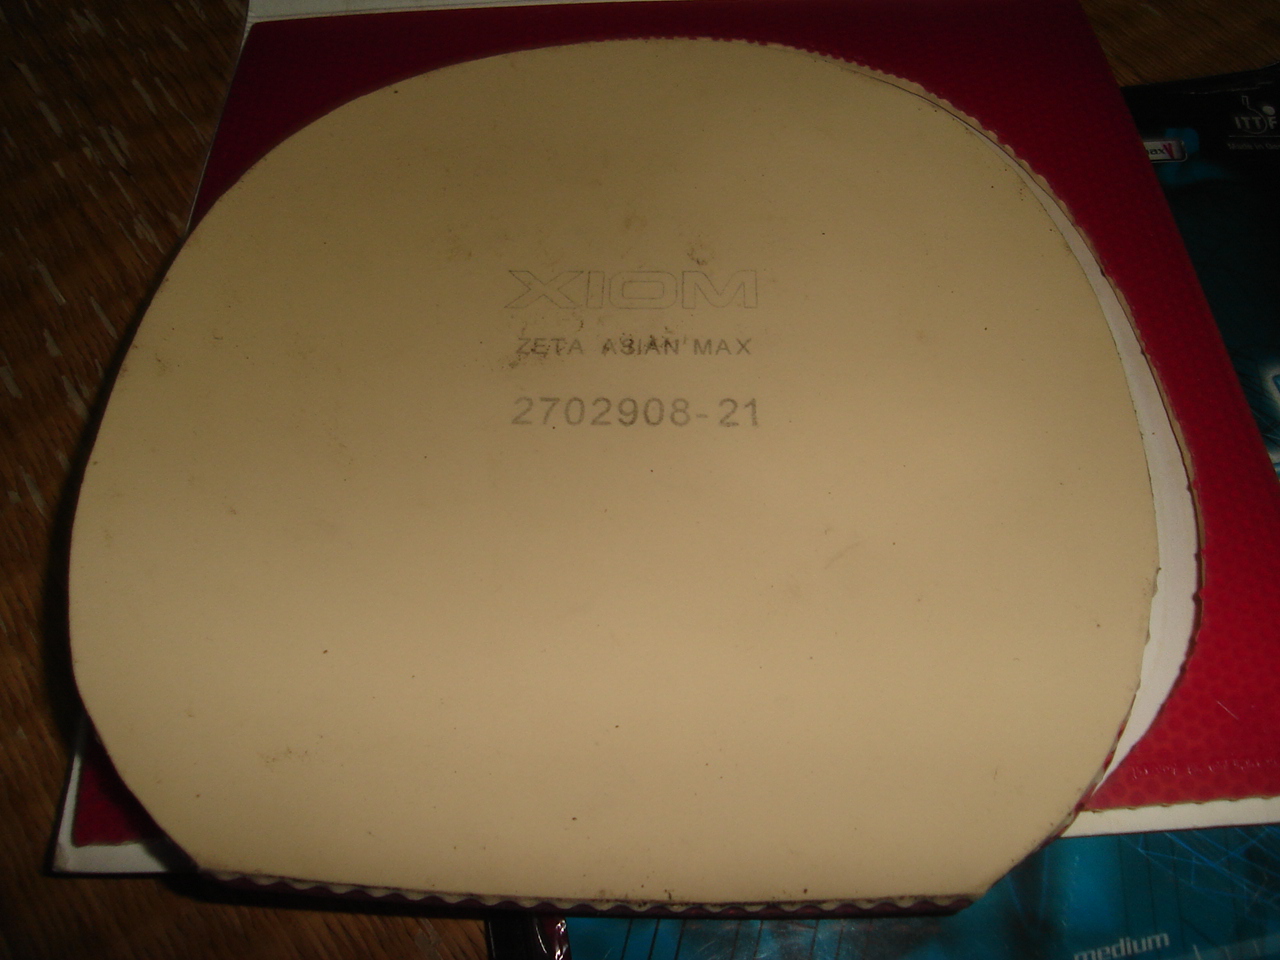 XIOM
ZETA ASIAN MAX
2702908-21
ITTF
medium